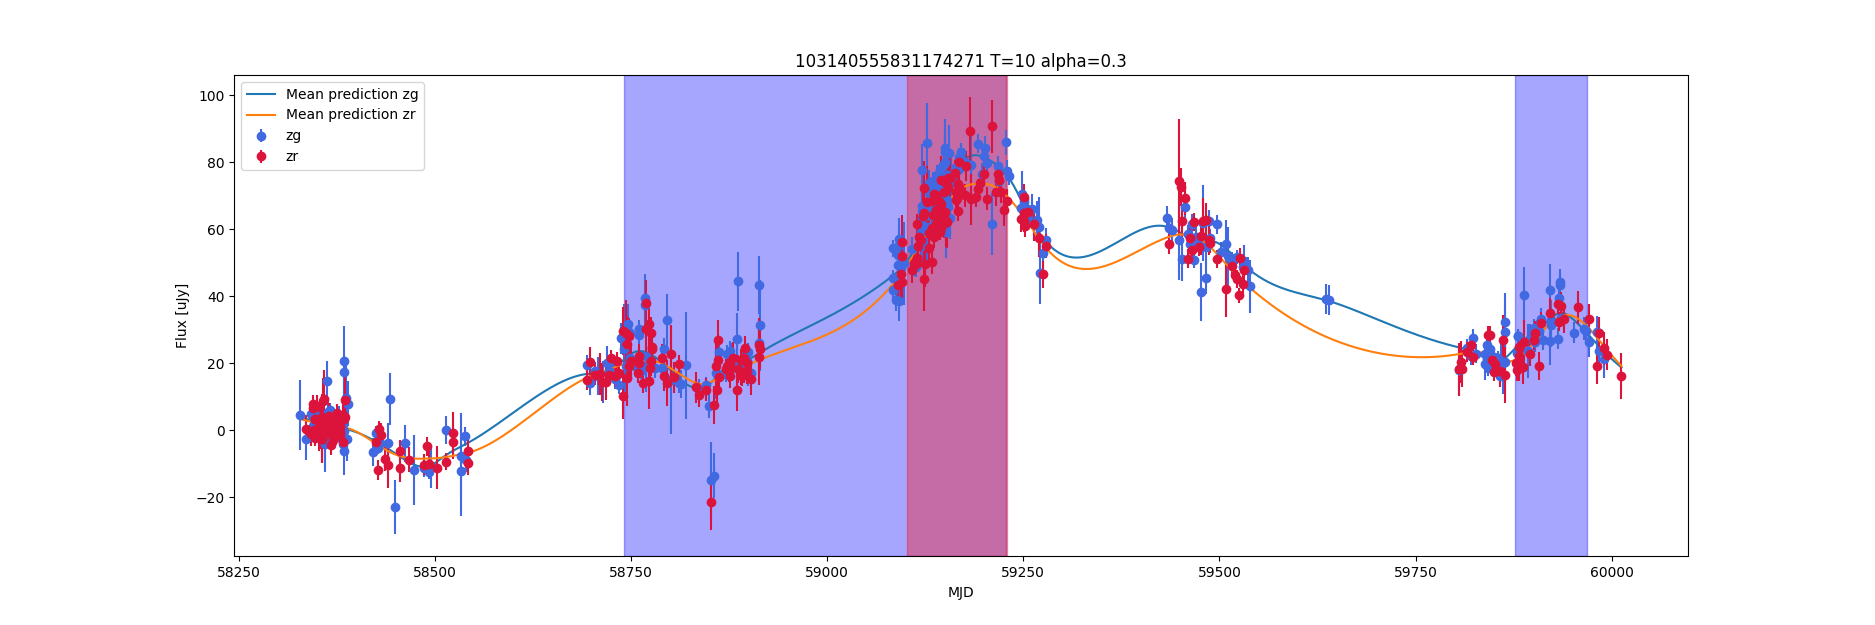 103140555831174271 T=10 alpha=0.3
Mean prediction zg
Mean prediction zr
zg
zr
Flux [uJy]
100
80
60
40
20
0
−20
58250 58500 58750 59000 59250 59500 59750 60000
MJD